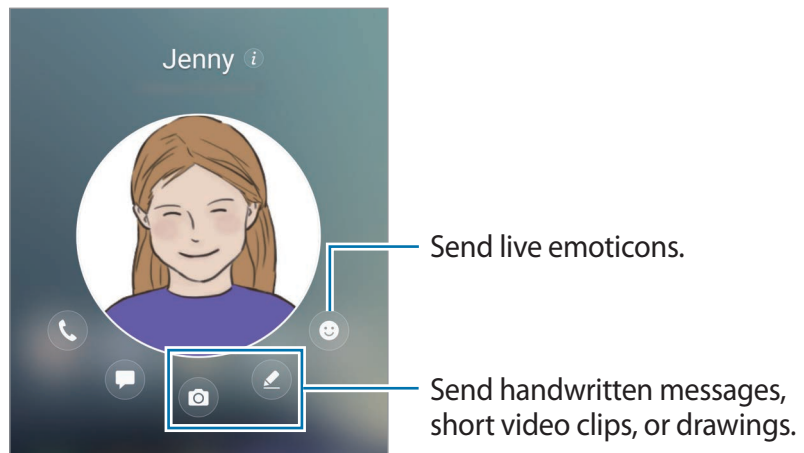 Jenny i
Send live emoticons.
Send handwritten messages,
short video clips, or drawings.